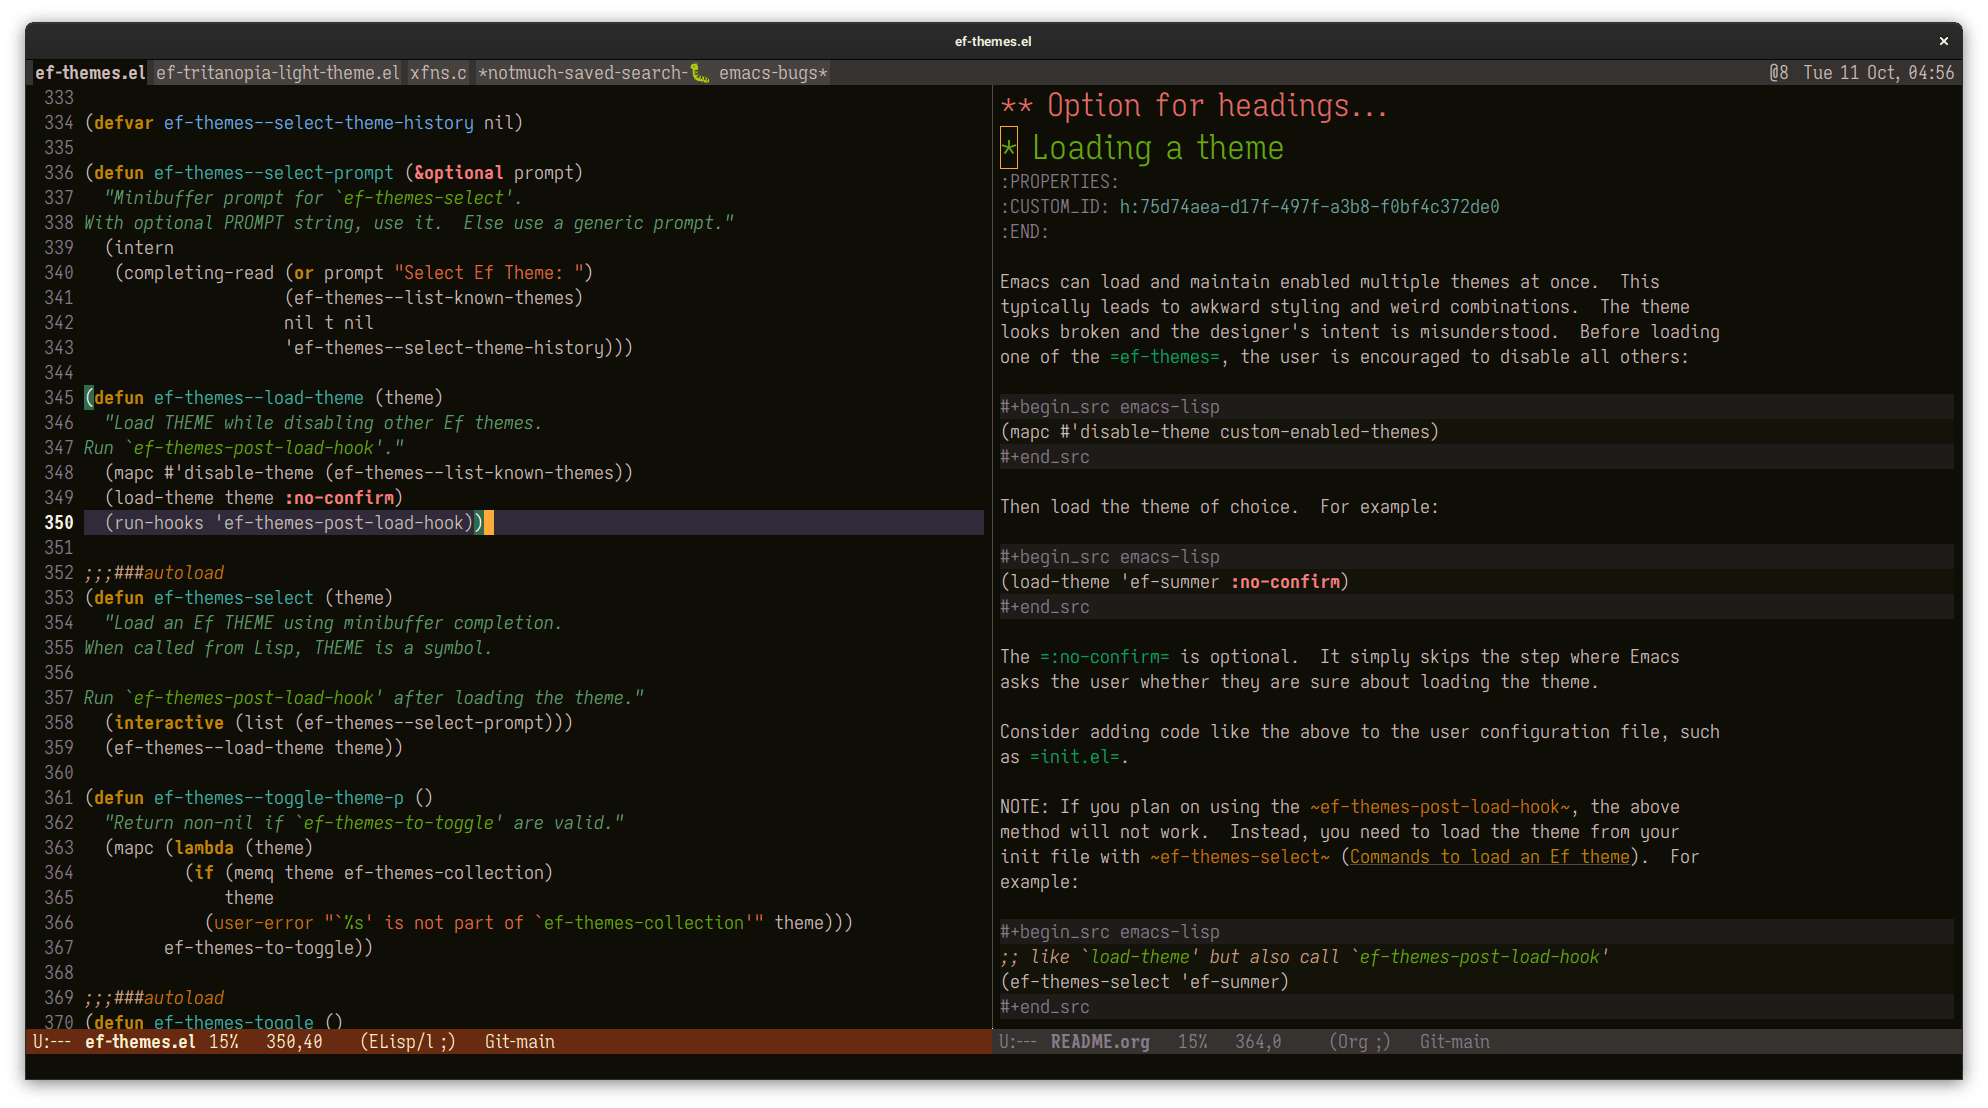 ef-themes.el ×
ef-themes.el ef-tritanopia-light-theme.el xfns.c *notmuch-saved-search-🐛 emacs-bugs* @8 Tue 11 Oct, 04:56
333
334 (defvar ef-themes--select-theme-history nil)
335
336 (defun ef-themes--select-prompt (&optional prompt)
337   "Minibuffer prompt for `ef-themes-select'.
338 With optional PROMPT string, use it.  Else use a generic prompt."
339   (intern
340    (completing-read (or prompt "Select Ef Theme: ")
341                     (ef-themes--list-known-themes)
342                     nil t nil
343                     'ef-themes--select-theme-history)))
344
345 (defun ef-themes--load-theme (theme)
346   "Load THEME while disabling other Ef themes.
347 Run `ef-themes-post-load-hook'."
348   (mapc #'disable-theme (ef-themes--list-known-themes))
349   (load-theme theme :no-confirm)
350   (run-hooks 'ef-themes-post-load-hook))
351
352 ;;;###autoload
353 (defun ef-themes-select (theme)
354   "Load an Ef THEME using minibuffer completion.
355 When called from Lisp, THEME is a symbol.
356
357 Run `ef-themes-post-load-hook' after loading the theme."
358   (interactive (list (ef-themes--select-prompt)))
359   (ef-themes--load-theme theme))
360
361 (defun ef-themes--toggle-theme-p ()
362   "Return non-nil if `ef-themes-to-toggle' are valid."
363   (mapc (lambda (theme)
364           (if (memq theme ef-themes-collection)
365               theme
366             (user-error "`%s' is not part of `ef-themes-collection'" theme)))
367         ef-themes-to-toggle))
368
369 ;;;###autoload
370 (defun ef-themes-toggle ()
U:--- ef-themes.el 15% 350,40 (ELisp/l ;) Git-main
** Option for headings...
* Loading a theme
:PROPERTIES:
:CUSTOM_ID: h:75d74aea-d17f-497f-a3b8-f0bf4c372de0
:END:
Emacs can load and maintain enabled multiple themes at once.  This
typically leads to awkward styling and weird combinations.  The theme
looks broken and the designer's intent is misunderstood.  Before loading
one of the =ef-themes=, the user is encouraged to disable all others:
#+begin_src emacs-lisp
(mapc #'disable-theme custom-enabled-themes)
#+end_src
Then load the theme of choice.  For example:
#+begin_src emacs-lisp
(load-theme 'ef-summer :no-confirm)
#+end_src
The =:no-confirm= is optional.  It simply skips the step where Emacs
asks the user whether they are sure about loading the theme.
Consider adding code like the above to the user configuration file, such
as =init.el=.
NOTE: If you plan on using the ~ef-themes-post-load-hook~, the above
method will not work.  Instead, you need to load the theme from your
init file with ~ef-themes-select~ (Commands to load an Ef theme).  For
example:
#+begin_src emacs-lisp
;; like `load-theme' but also call `ef-themes-post-load-hook'
(ef-themes-select 'ef-summer)
#+end_src
U:--- README.org 15% 364,0 (Org ;) Git-main